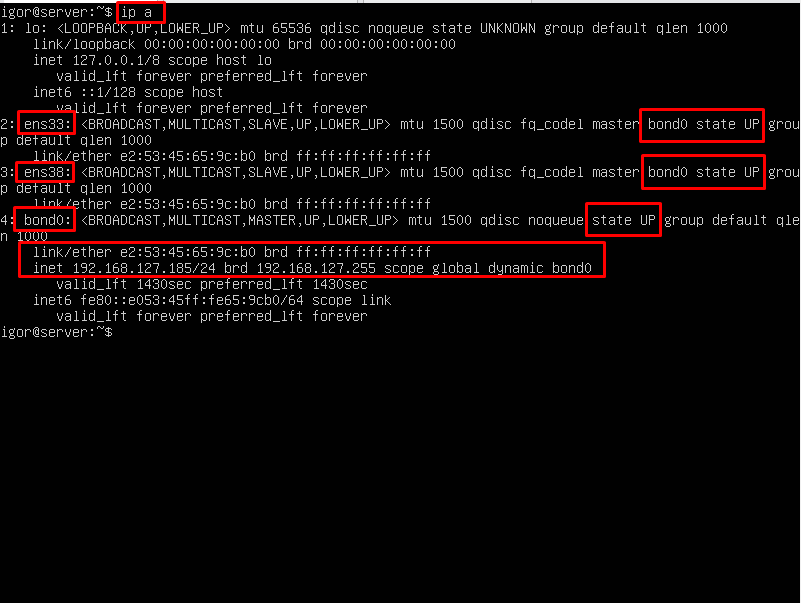 igor@server:~$ ip a
1: lo: <LOOPBACK,UP,LOWER_UP> mtu 65536 qdisc noqueue state UNKNOWN group default qlen 1000
link/loopback 00:00:00:00:00:00 brd 00:00:00:00:00:00
inet 127.0.0.1/8 scope host lo
valid_lft forever preferred_lft forever
inet6 ::1/128 scope host
valid_lft forever preferred_lft forever
2: ens33: <BROADCAST,MULTICAST,SLAVE,UP,LOWER_UP> mtu 1500 qdisc fq_codel master bond0 state UP grou
p default qlen 1000
link/ether e2:53:45:65:9c:b0 brd ff:ff:ff:ff:ff:ff
3: ens38: <BROADCAST,MULTICAST,SLAVE,UP,LOWER_UP> mtu 1500 qdisc fq_codel master bond0 state UP grou
p default qlen 1000
link/ether e2:53:45:65:9c:b0 brd ff:ff:ff:ff:ff:ff
4: bond0: <BROADCAST,MULTICAST,MASTER,UP,LOWER_UP> mtu 1500 qdisc noqueue state UP group default qle
n 1000
link/ether e2:53:45:65:9c:b0 brd ff:ff:ff:ff:ff:ff
inet 192.168.127.185/24 brd 192.168.127.255 scope global dynamic bond0
valid_lft 1430sec preferred_lft 1430sec
inet6 fe80::e053:45ff:fe65:9cb0/64 scope link
valid_lft forever preferred_lft forever
igor@server:~$